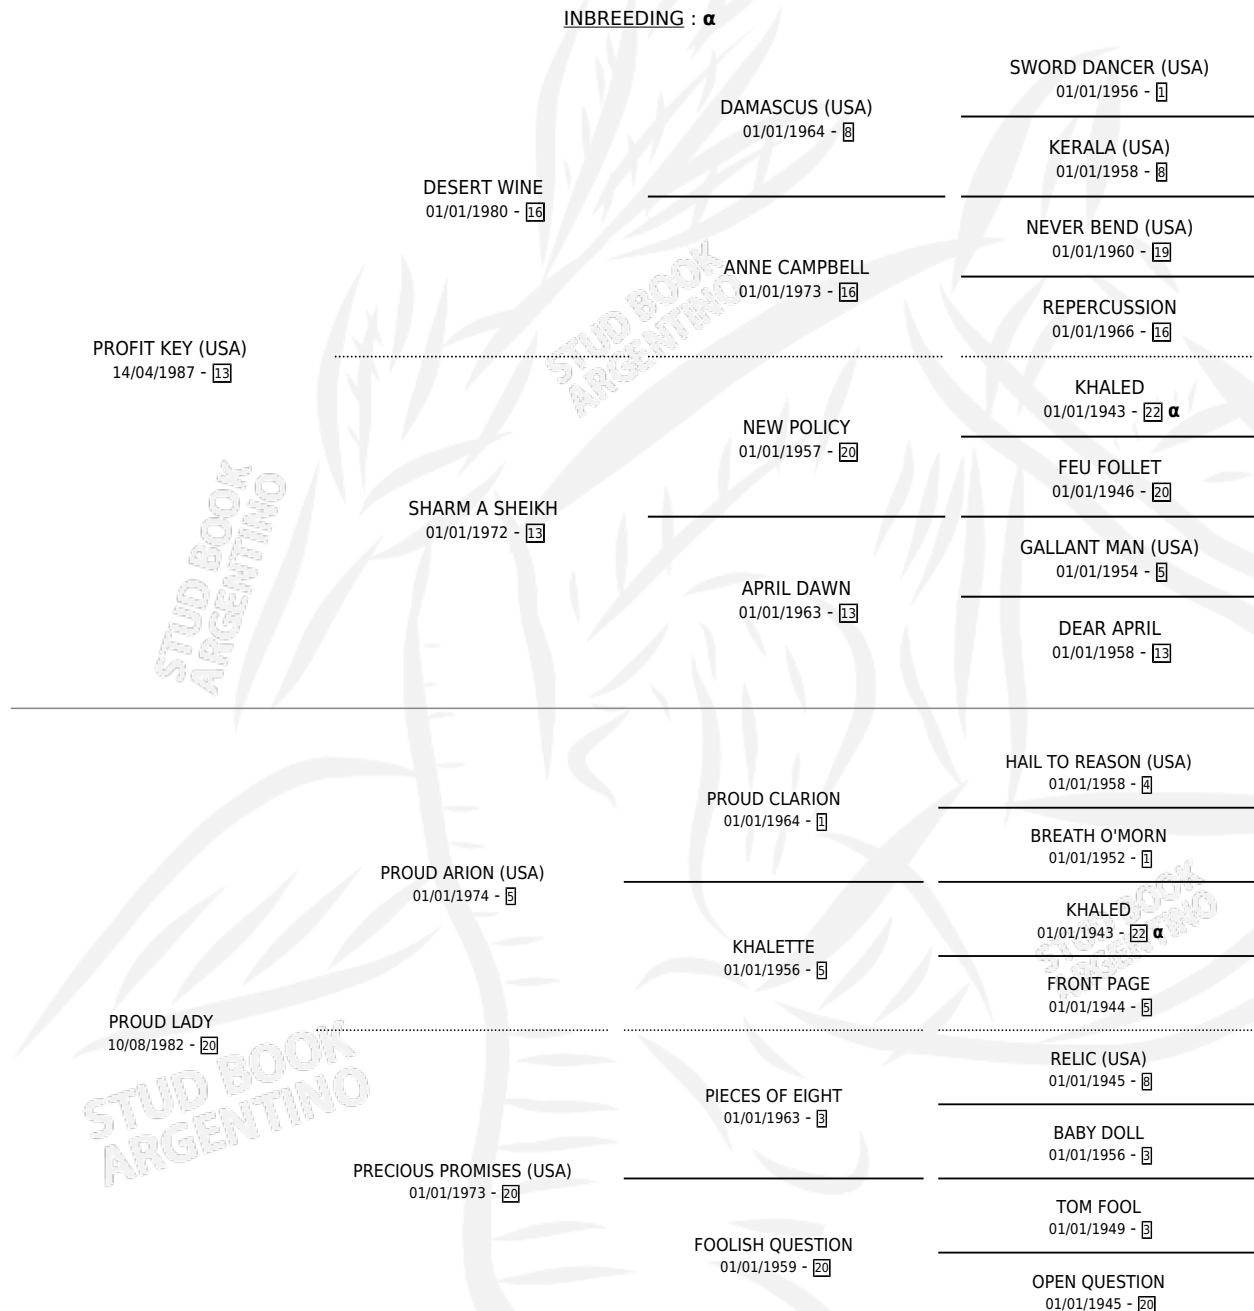 INBREEDING : α
SWORD DANCER (USA)
01/01/1956 - 1
DAMASCUS (USA)
01/01/1964 - 8
KERALA (USA)
01/01/1958 - 8
DESERT WINE
01/01/1980 - 16
NEVER BEND (USA)
01/01/1960 - 19
ANNE CAMPBELL
01/01/1973 - 16
REPERCUSSION
01/01/1966 - 16
PROFIT KEY (USA)
14/04/1987 - 13
KHALED
01/01/1943 - 22 α
NEW POLICY
01/01/1957 - 20
FEU FOLLET
01/01/1946 - 20
SHARM A SHEIKH
01/01/1972 - 13
GALLANT MAN (USA)
01/01/1954 - 5
APRIL DAWN
01/01/1963 - 13
DEAR APRIL
01/01/1958 - 13
HAIL TO REASON (USA)
01/01/1958 - 4
PROUD CLARION
01/01/1964 - 1
BREATH O'MORN
01/01/1952 - 1
PROUD ARION (USA)
01/01/1974 - 5
KHALED
01/01/1943 - 22 α
KHALETTE
01/01/1956 - 5
FRONT PAGE
01/01/1944 - 5
PROUD LADY
10/08/1982 - 20
RELIC (USA)
01/01/1945 - 8
PIECES OF EIGHT
01/01/1963 - 3
BABY DOLL
01/01/1956 - 3
PRECIOUS PROMISES (USA)
01/01/1973 - 20
TOM FOOL
01/01/1949 - 3
FOOLISH QUESTION
01/01/1959 - 20
OPEN QUESTION
01/01/1945 - 20
STUD BOOK
ARGENTINO
STUD BOOK
ARGENTINO
STUD BOOK
ARGENTINO
STUD BOOK
ARGENTINO